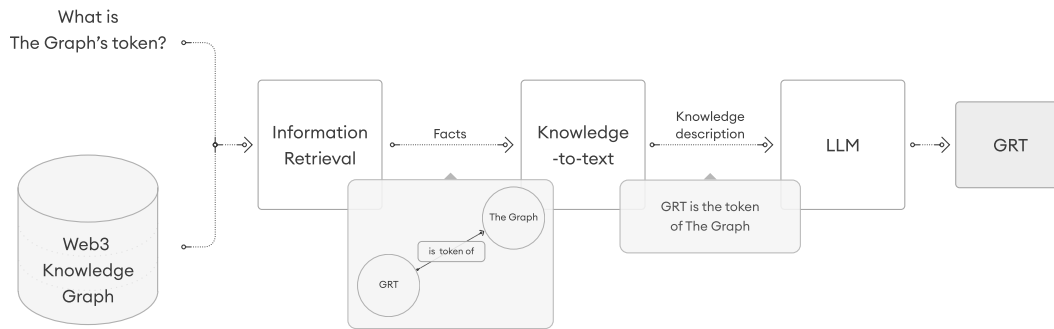 What is
The Graph’s token?
Web3
Knowledge
Graph
Information
Retrieval
Facts
The Graph
is token of
GRT
Knowledge
-to-text
Knowledge
description
GRT is the token
of The Graph
LLM
GRT